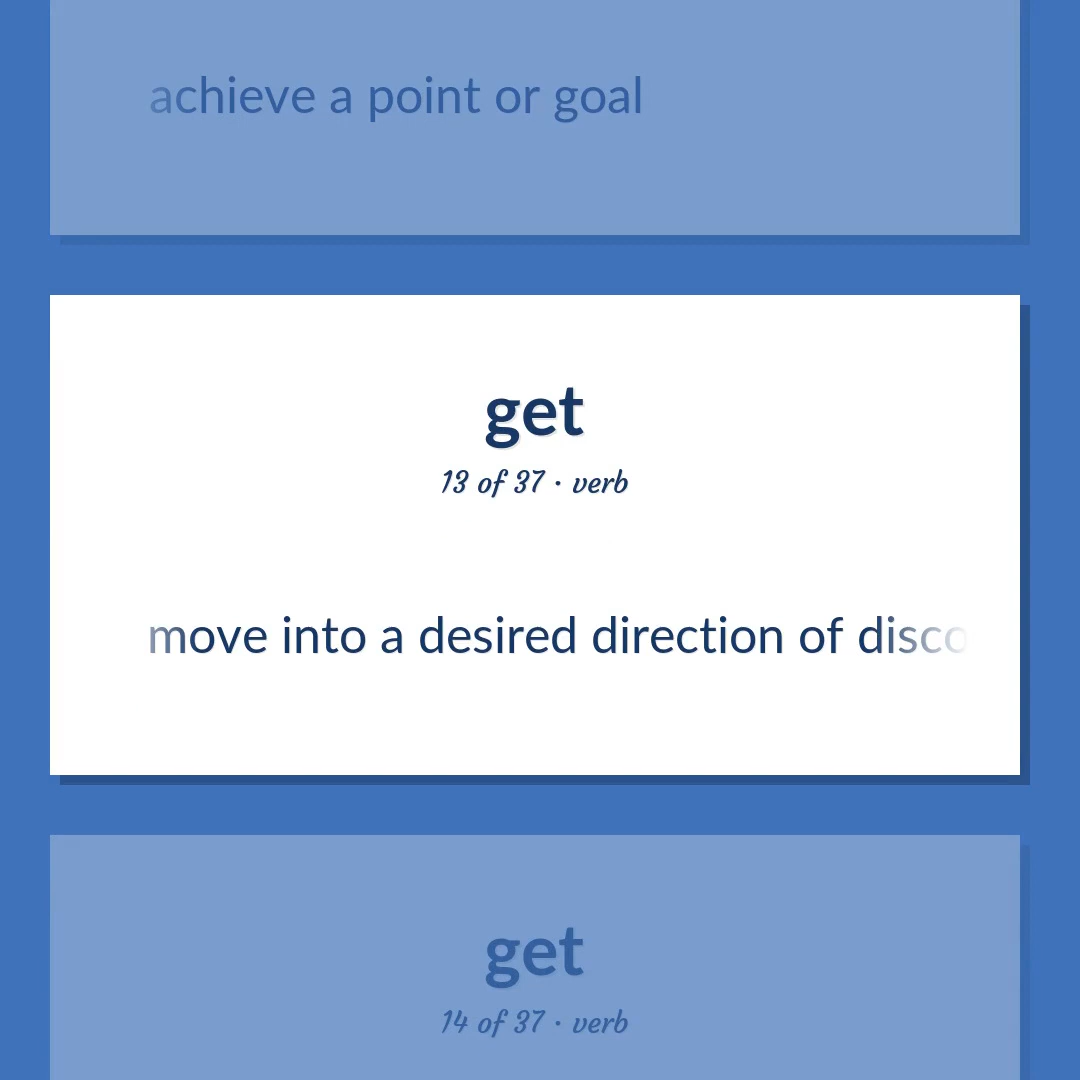 achieve a point or goal
get
13 of 37 · verb
move into a desired direction of
get
14 of 37 · verb